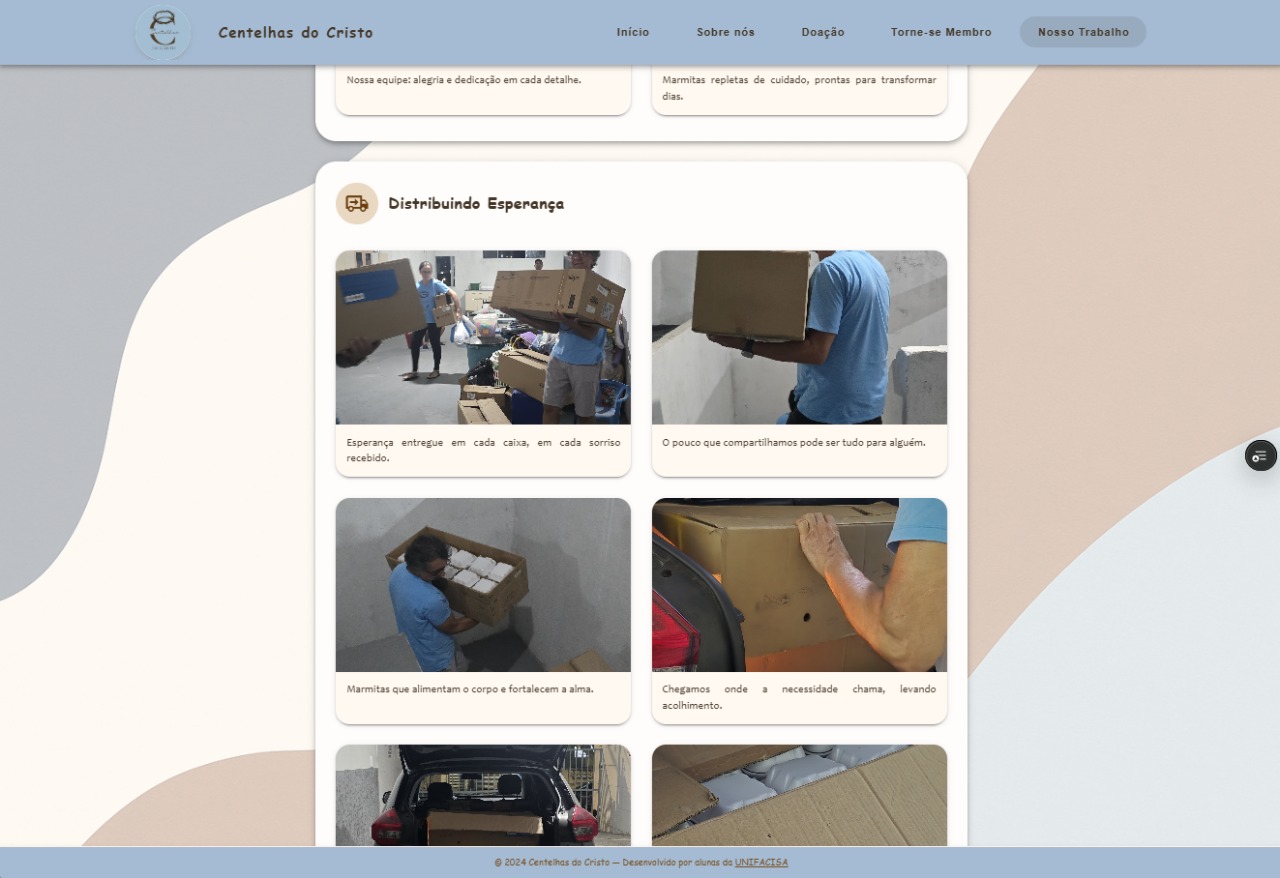 Centelhas do Cristo
Início
Sobre nós
Doação
Torne-se Membro
Nosso Trabalho
Nossa equipe: alegria e dedicação em cada detalhe.
Marmitas repletas de cuidado, prontas para transformar
dias.
Distribuindo Esperança
Esperança entregue em cada caixa, em cada sorriso
recebido.
O pouco que compartilhamos pode ser tudo para alguém.
Marmitas que alimentam o corpo e fortalecem a alma.
Chegamos onde a necessidade chama, levando
acolhimento.
© 2024 Centelhas do Cristo — Desenvolvido por alunas da UNIFACISA